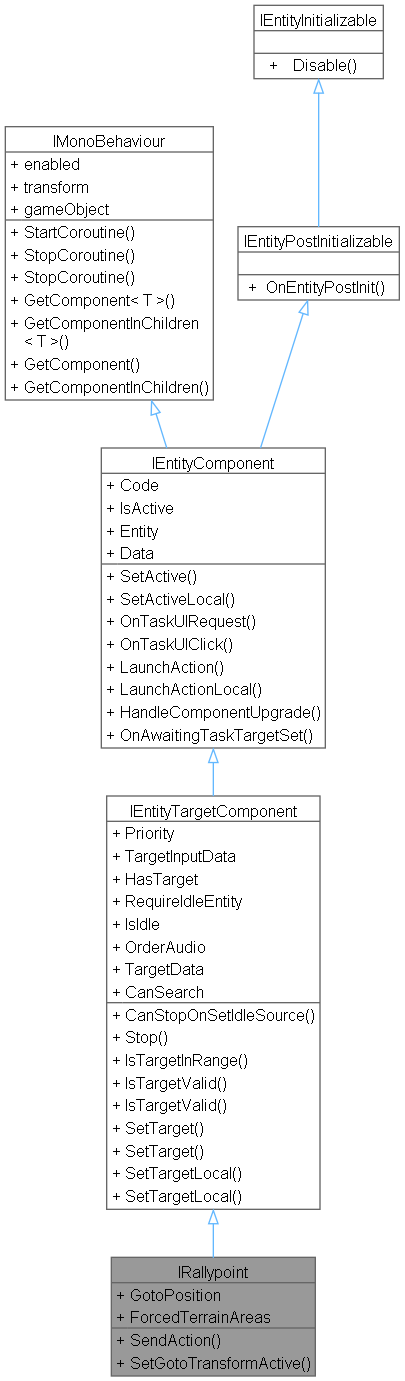 IEntityInitializable
+ Disable()
IMonoBehaviour
+ enabled
+ transform
+ gameObject
+ StartCoroutine()
+ StopCoroutine()
+ StopCoroutine()
+ GetComponent< T >()
+ GetComponentInChildren
< T >()
+ GetComponent()
+ GetComponentInChildren()
IEntityPostInitializable
+ OnEntityPostInit()
IEntityComponent
+ Code
+ IsActive
+ Entity
+ Data
+ SetActive()
+ SetActiveLocal()
+ OnTaskUIRequest()
+ OnTaskUIClick()
+ LaunchAction()
+ LaunchActionLocal()
+ HandleComponentUpgrade()
+ OnAwaitingTaskTargetSet()
IEntityTargetComponent
+ Priority
+ TargetInputData
+ HasTarget
+ RequireIdleEntity
+ IsIdle
+ OrderAudio
+ TargetData
+ CanSearch
+ CanStopOnSetIdleSource()
+ Stop()
+ IsTargetInRange()
+ IsTargetValid()
+ IsTargetValid()
+ SetTarget()
+ SetTarget()
+ SetTargetLocal()
+ SetTargetLocal()
IRallypoint
+ GotoPosition
+ ForcedTerrainAreas
+ SendAction()
+ SetGotoTransformActive()